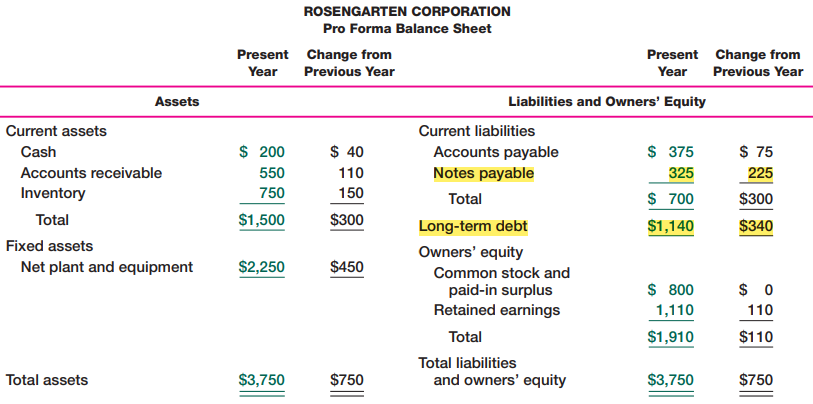 ROSENGARTEN CORPORATION
Pro Forma Balance Sheet
Present Change from Present Change from
Year Previous Year Year Previous Year
Assets Liabilities and Owners' Equity
Current assets Current liabilities
Cash $ 200 $ 40 Accounts payable $ 375 $ 75
Accounts receivable 550 110 Notes payable 325 225
Inventory 750 150 Total $ 700 $300
Total $1,500 $300 Long-term debt $1,140 $340
Fixed assets Owners' equity
Net plant and equipment $2,250 $450 Common stock and
paid-in surplus $ 800 $ 0
Retained earnings 1,110 110
Total $1,910 $110
Total liabilities
Total assets $3,750 $750 and owners' equity $3,750 $750